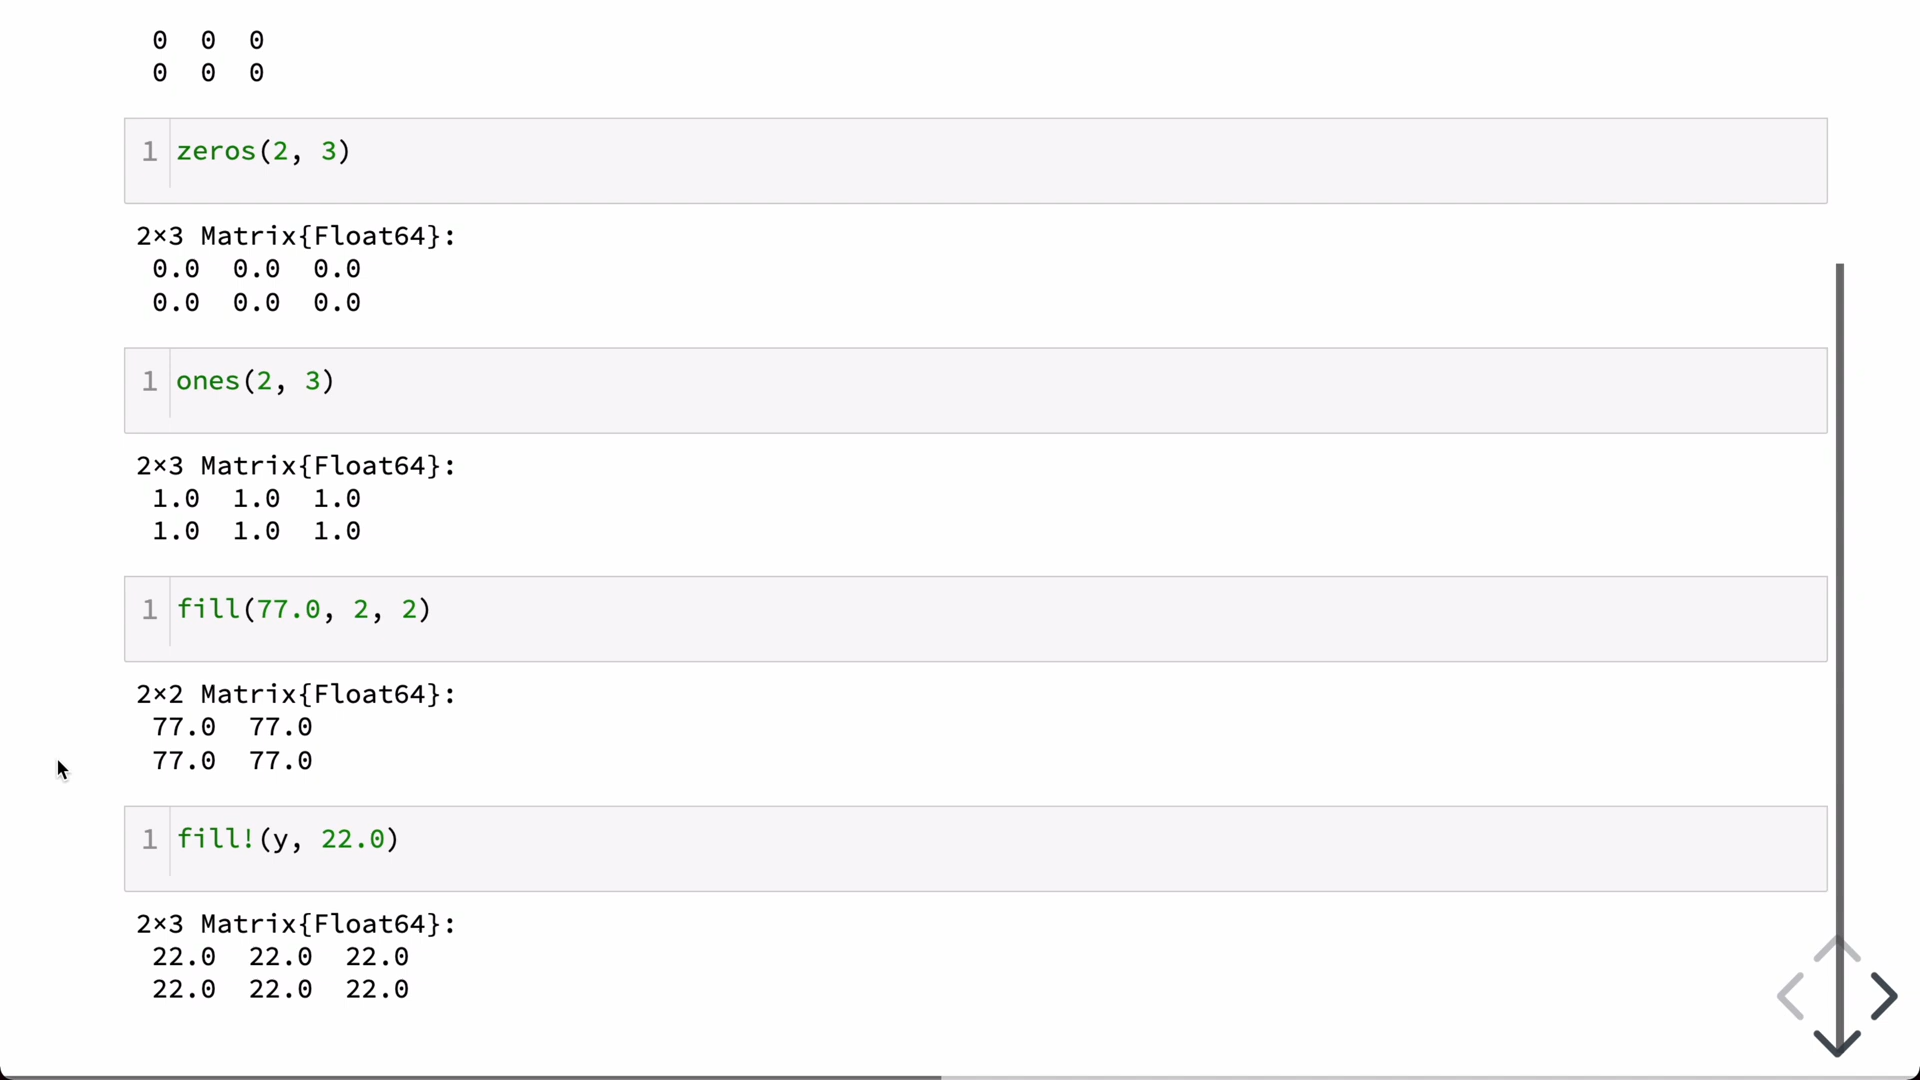 0 0 0
0 0 0
1 zeros(2, 3)
2×3 Matrix{Float64}:
0.0 0.0 0.0
0.0 0.0 0.0
1 ones(2, 3)
2×3 Matrix{Float64}:
1.0 1.0 1.0
1.0 1.0 1.0
1 fill(77.0, 2, 2)
2×2 Matrix{Float64}:
77.0 77.0
77.0 77.0
1 fill!(y, 22.0)
2×3 Matrix{Float64}:
22.0 22.0 22.0
22.0 22.0 22.0